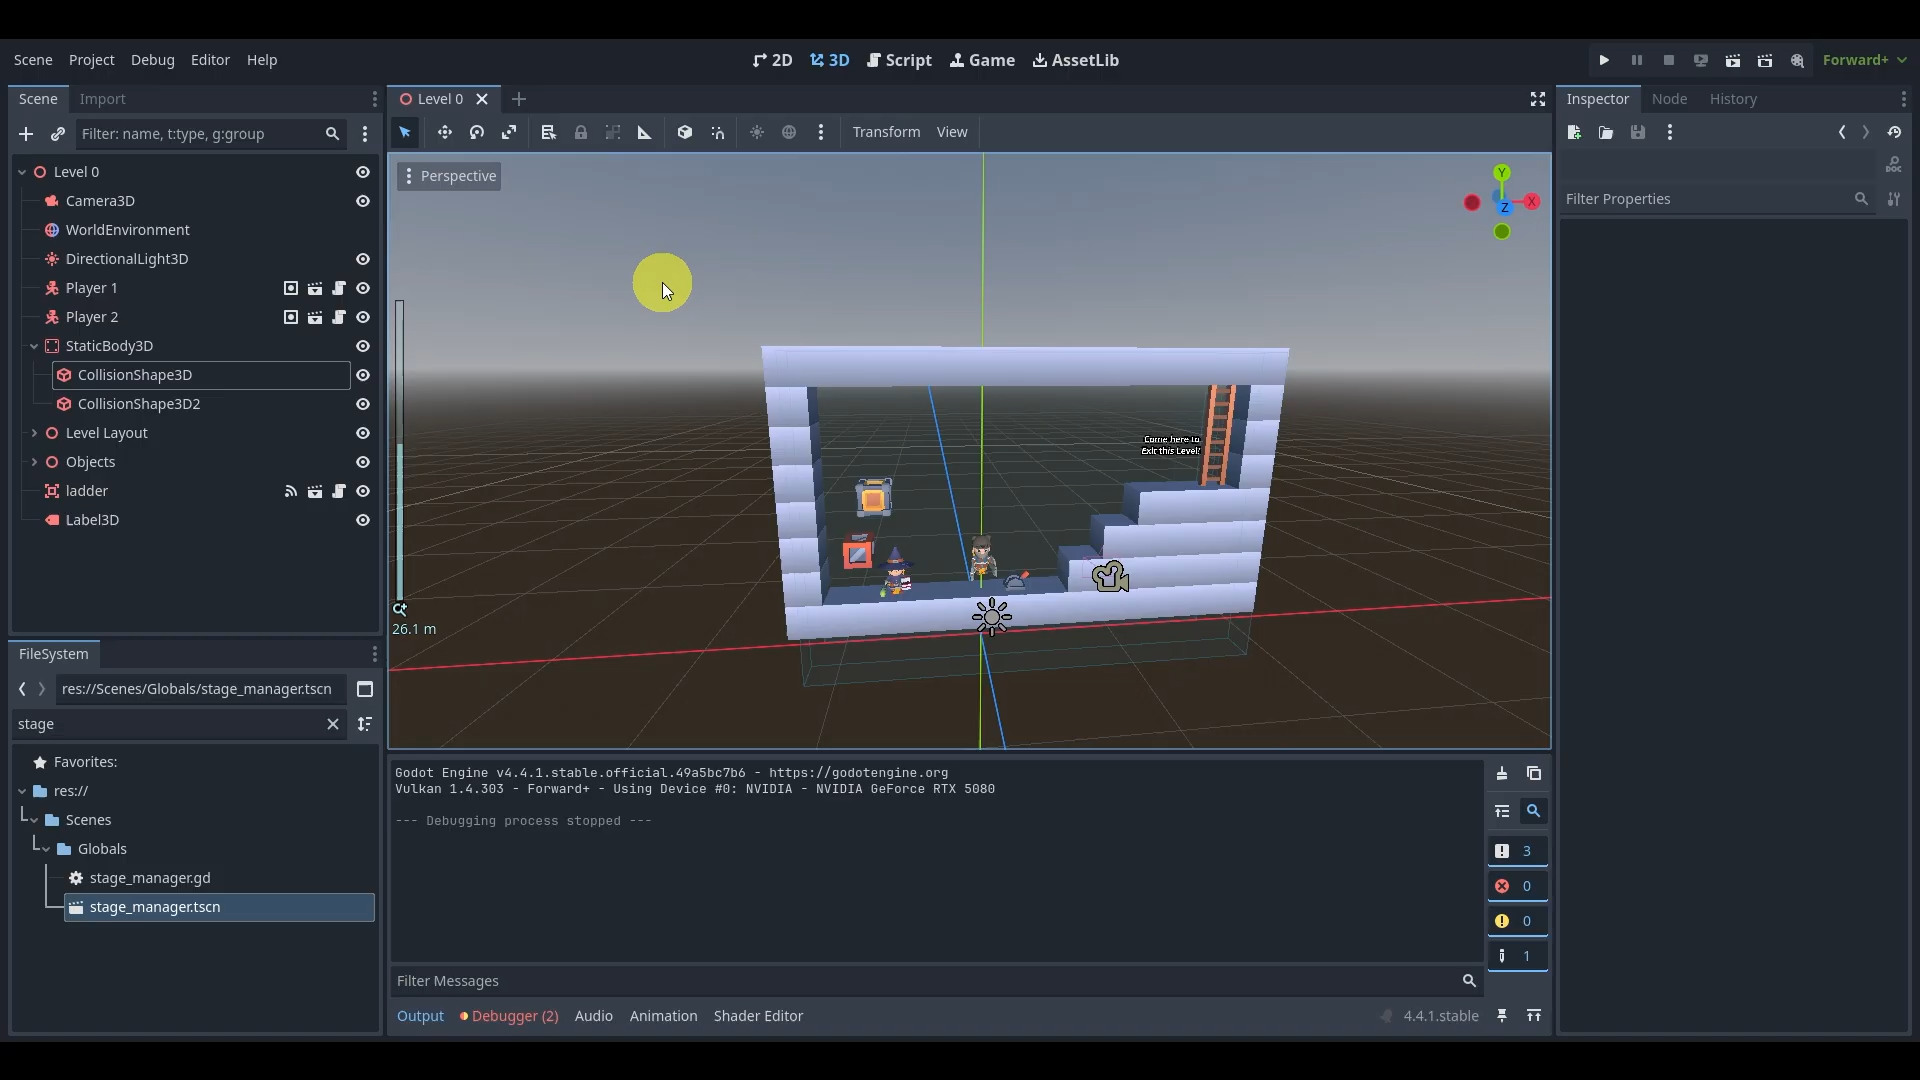 Scene Project Debug Editor Help
2D 3D Script Game AssetLib
Forward+
Scene Import
Filter: name, t:type, g:group
Level 0
Camera3D
WorldEnvironment
DirectionalLight3D
Player 1
Player 2
StaticBody3D
CollisionShape3D
CollisionShape3D2
Level Layout
Objects
ladder
Label3D
FileSystem
res://Scenes/Globals/stage_manager.tscn
stage
Favorites:
res://
Scenes
Globals
stage_manager.gd
stage_manager.tscn
Level 0
Transform View
Perspective
Y
X
Z
Come here to
Exit this Level!
26.1 m
Godot Engine v4.4.1.stable.official.49a5bc7b6 - https://godotengine.org
Vulkan 1.4.303 - Forward+ - Using Device #0: NVIDIA - NVIDIA GeForce RTX 5080
--- Debugging process stopped ---
3
0
0
1
Filter Messages
Output Debugger (2) Audio Animation Shader Editor
4.4.1.stable
Inspector Node History
DOC
Filter Properties